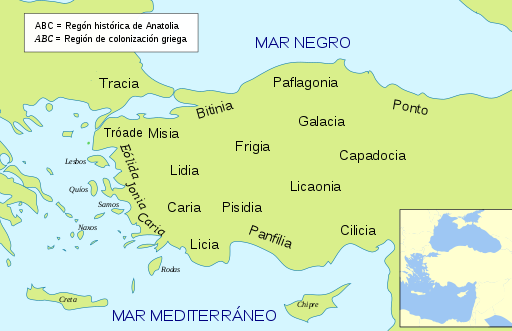 ABC = Regón histórica de Anatolia
ABC = Región de colonización griega
MAR NEGRO
Tracia
Paflagonia
Bitinia
Ponto
Galacia
Tróade
Misia
Frigia
Eólida
Capadocia
Lesbos
Lidia
Jonia
Licaonia
Quios
Samos
Caria
Caria
Pisidia
Naxos
Licia
Panfilia
Cilicia
Rodas
Creta
Chipre
MAR MEDITERRÁNEO